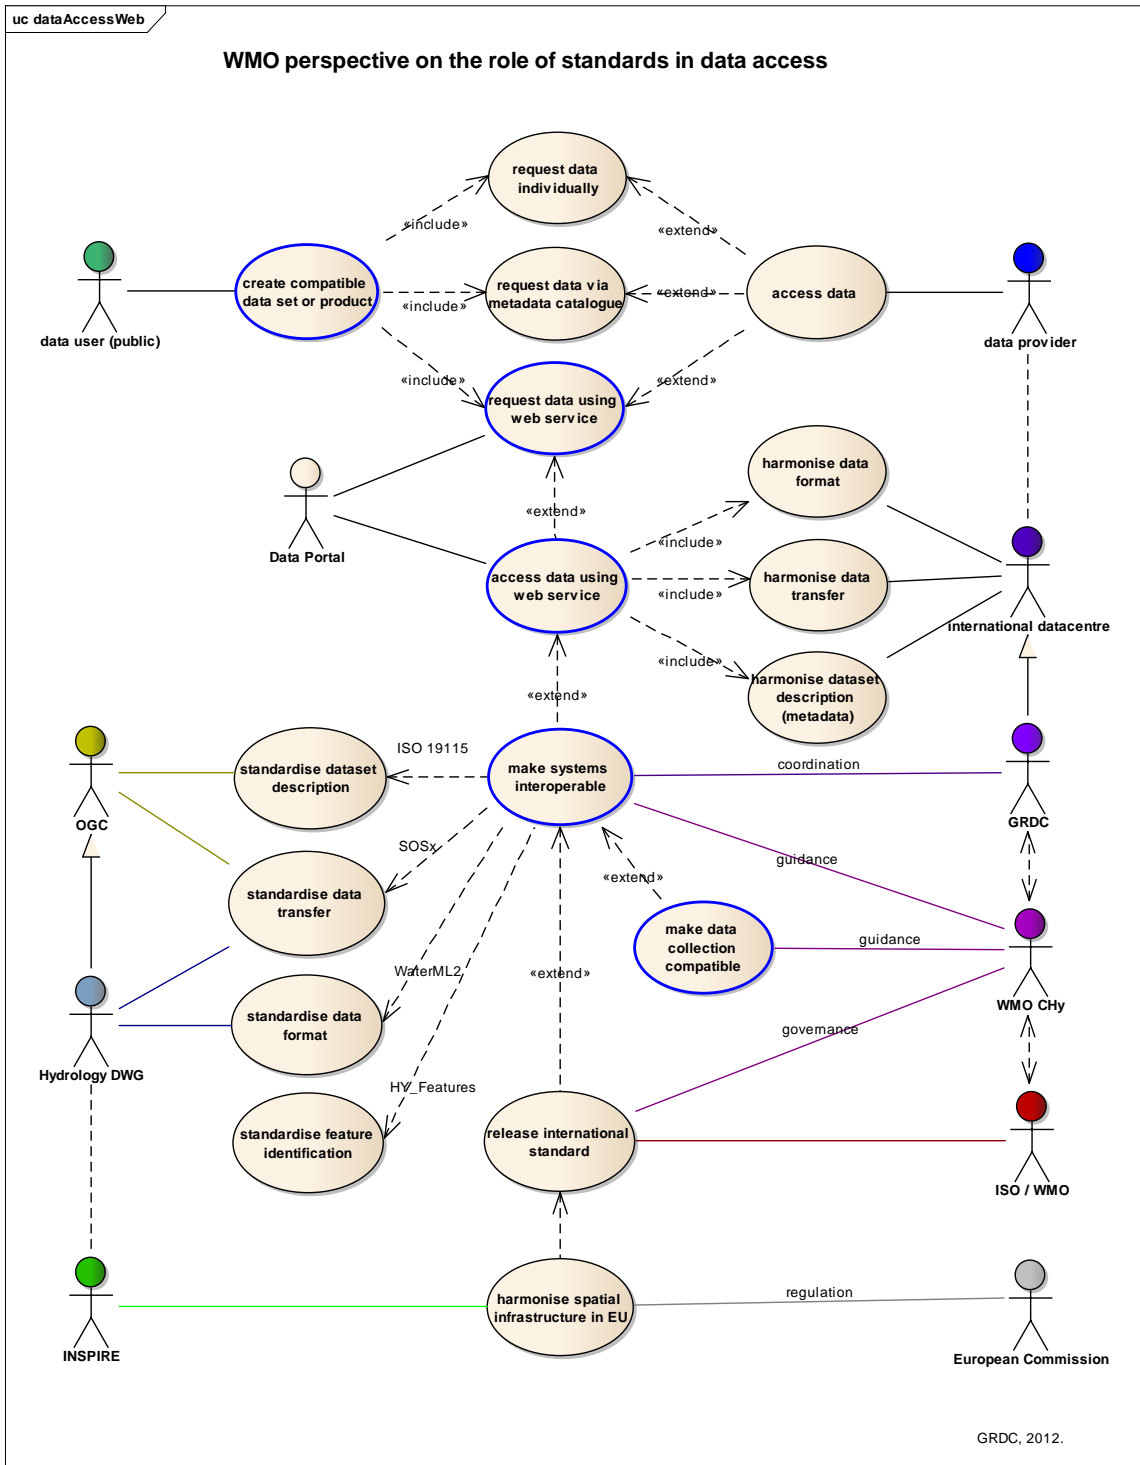 uc dataAccessWeb
WMO perspective on the role of standards in data access
request data
individually
«include»
«extend»
create compatible
data set or product
request data via
metadata catalogue
access data
«include»
«extend»
data user (public)
data provider
«include»
«extend»
request data using
web service
harmonise data
format
Data Portal
«extend»
«include»
access data using
web service
harmonise data
transfer
«include»
international datacentre
«include»
harmonise dataset
description
(metadata)
«extend»
ISO 19115
standardise dataset
description
make systems
interoperable
coordination
OGC
GRDC
SOSx
guidance
«extend»
standardise data
transfer
make data
collection
compatible
guidance
WaterML2
«extend»
WMO CHy
standardise data
format
governance
Hydrology DWG
HY_Features
standardise feature
identification
release international
standard
ISO / WMO
harmonise spatial
infrastructure in EU
regulation
INSPIRE
European Commission
GRDC, 2012.